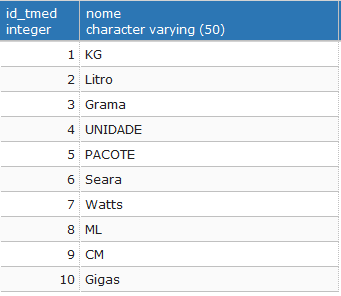 id_tmed nome
integer character varying (50)
1 KG
2 Litro
3 Grama
4 UNIDADE
5 PACOTE
6 Seara
7 Watts
8 ML
9 CM
10 Gigas